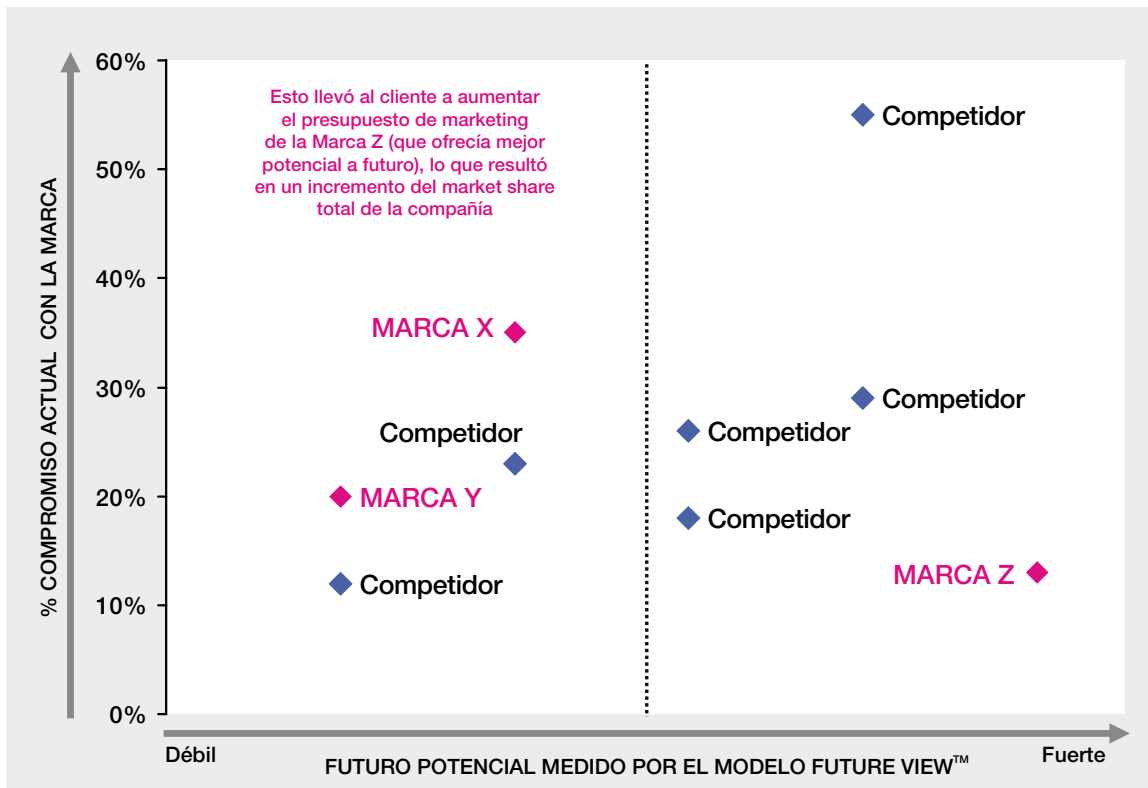 60%
Esto llevó al cliente a aumentar
el presupuesto de marketing
de la Marca Z (que ofrecía mejor
potencial a futuro), lo que resultó
en un incremento del market share
total de la compañía
Competidor
50%
40%
MARCA X
30%
Competidor
Competidor
Competidor
20%
MARCA Y
Competidor
MARCA Z
Competidor
10%
0%
% COMPROMISO ACTUAL CON LA MARCA
Débil
FUTURO POTENCIAL MEDIDO POR EL MODELO FUTURE VIEW™
Fuerte